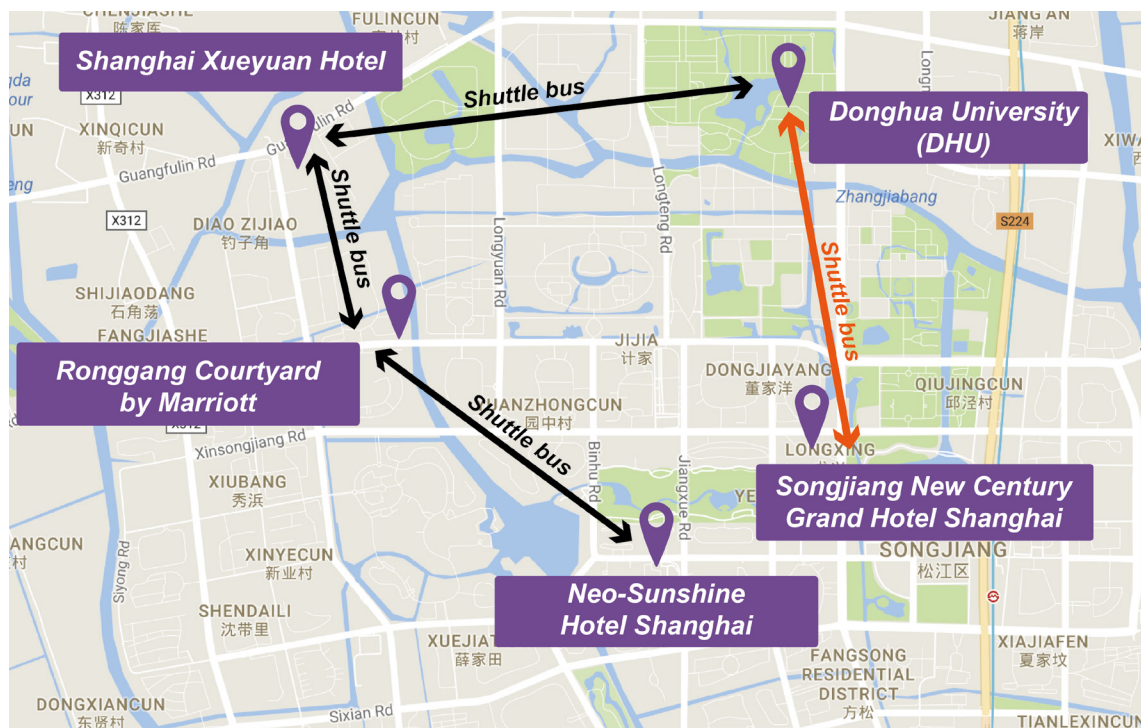 CHENJIASHE
陈家厍
FULINCUN
JIANG AN
蒋岸
Shanghai Xueyuan Hotel
Shuttle bus
Donghua University
(DHU)
X312
XINQICUN
新奇村
Guangfulin Rd
Longteng Rd
Zhangjiabang
X312
DIAO ZIJIAO
钓子角
Shuttle bus
Longyuan Rd
S224
SHIJIAODANG
石角荡
FANGJIASHE
Shuttle bus
JIJIA
计家
DONGJIAYANG
董家洋
QIUJINGCUN
邱泾村
Ronggang Courtyard
by Marriott
Shuttle bus
园中村
X312
Xinsongjiang Rd
Binhu Rd
Jiangxue Rd
LONGXING
XIUBANG
秀浜
Songjiang New Century
Grand Hotel Shanghai
Siyong Rd
XINYECUN
新业村
SONGJIANG
松江区
Neo-Sunshine
Hotel Shanghai
SHENDAILI
沈带里
薛家田
XIAJIAFEN
夏家坟
FANGSONG
RESIDENTIAL
DISTRICT
方松
DONGXIANCUN
东贤村
Sixian Rd
TIANLEXINCUN